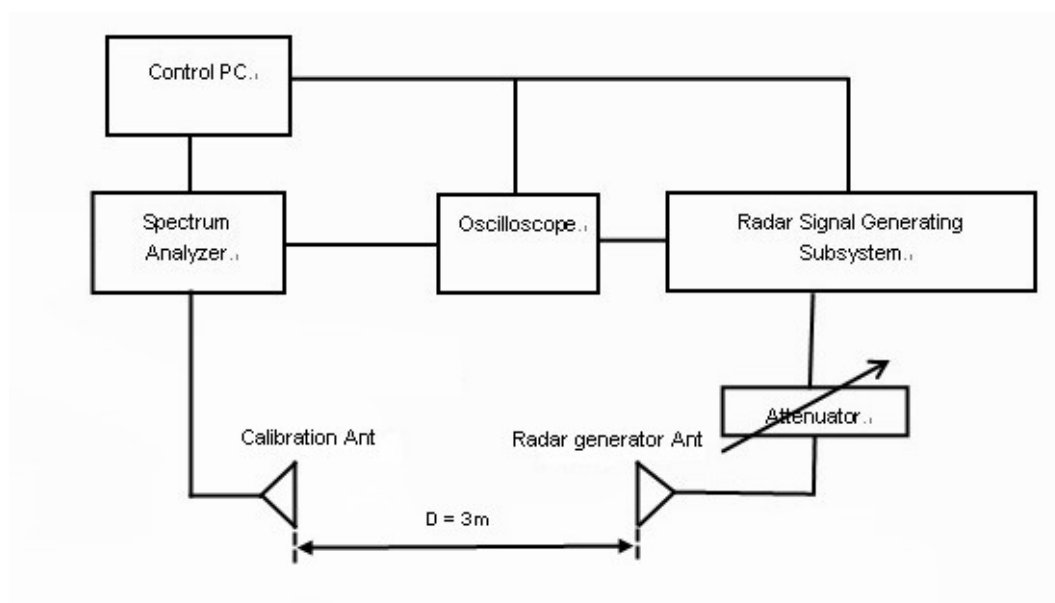 Control PC.
Spectrum
Analyzer.
Oscilloscope.
Radar Signal Generating
Subsystem.
Attenuator.
Calibration Ant
Radar generator Ant
D = 3m